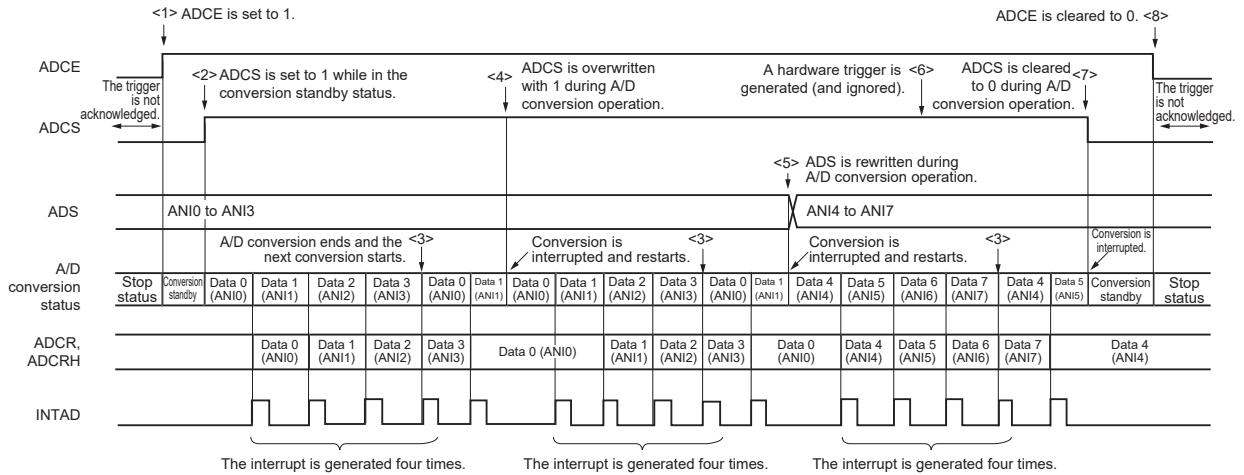 <1> ADCE is set to 1.
ADCE is cleared to 0. <8>
ADCE
The trigger
is not
acknowledged.
<2> ADCS is set to 1 while in the
conversion standby status.
<4> ADCS is overwritten
with 1 during A/D
conversion operation.
A hardware trigger is <6>
generated (and ignored).
ADCS is cleared <7>
to 0 during A/D
conversion operation.
The trigger
is not
acknowledged.
ADCS
<5> ADS is rewritten during
A/D conversion operation.
ADS
ANI0 to ANI3
ANI4 to ANI7
A/D conversion ends and the <3>
next conversion starts.
Conversion is
interrupted and restarts.
<3>
Conversion is
interrupted and restarts.
<3>
Conversion is
interrupted.
A/D
conversion
status
Stop
status
Conversion
standby
Data 0
(ANI0)
Data 1
(ANI1)
Data 2
(ANI2)
Data 3
(ANI3)
Data 0
(ANI0)
Data 1
(ANI1)
Data 0
(ANI0)
Data 1
(ANI1)
Data 2
(ANI2)
Data 3
(ANI3)
Data 0
(ANI0)
Data 1
(ANI1)
Data 4
(ANI4)
Data 5
(ANI5)
Data 6
(ANI6)
Data 7
(ANI7)
Data 4
(ANI4)
Data 5
(ANI5)
Conversion
standby
Stop
status
ADCR,
ADCRH
Data 0
(ANI0)
Data 1
(ANI1)
Data 2
(ANI2)
Data 3
(ANI3)
Data 0 (ANI0)
Data 1
(ANI1)
Data 2
(ANI2)
Data 3
(ANI3)
Data 0
(ANI0)
Data 4
(ANI4)
Data 5
(ANI5)
Data 6
(ANI6)
Data 7
(ANI7)
Data 4
(ANI4)
INTAD
The interrupt is generated four times.
The interrupt is generated four times.
The interrupt is generated four times.